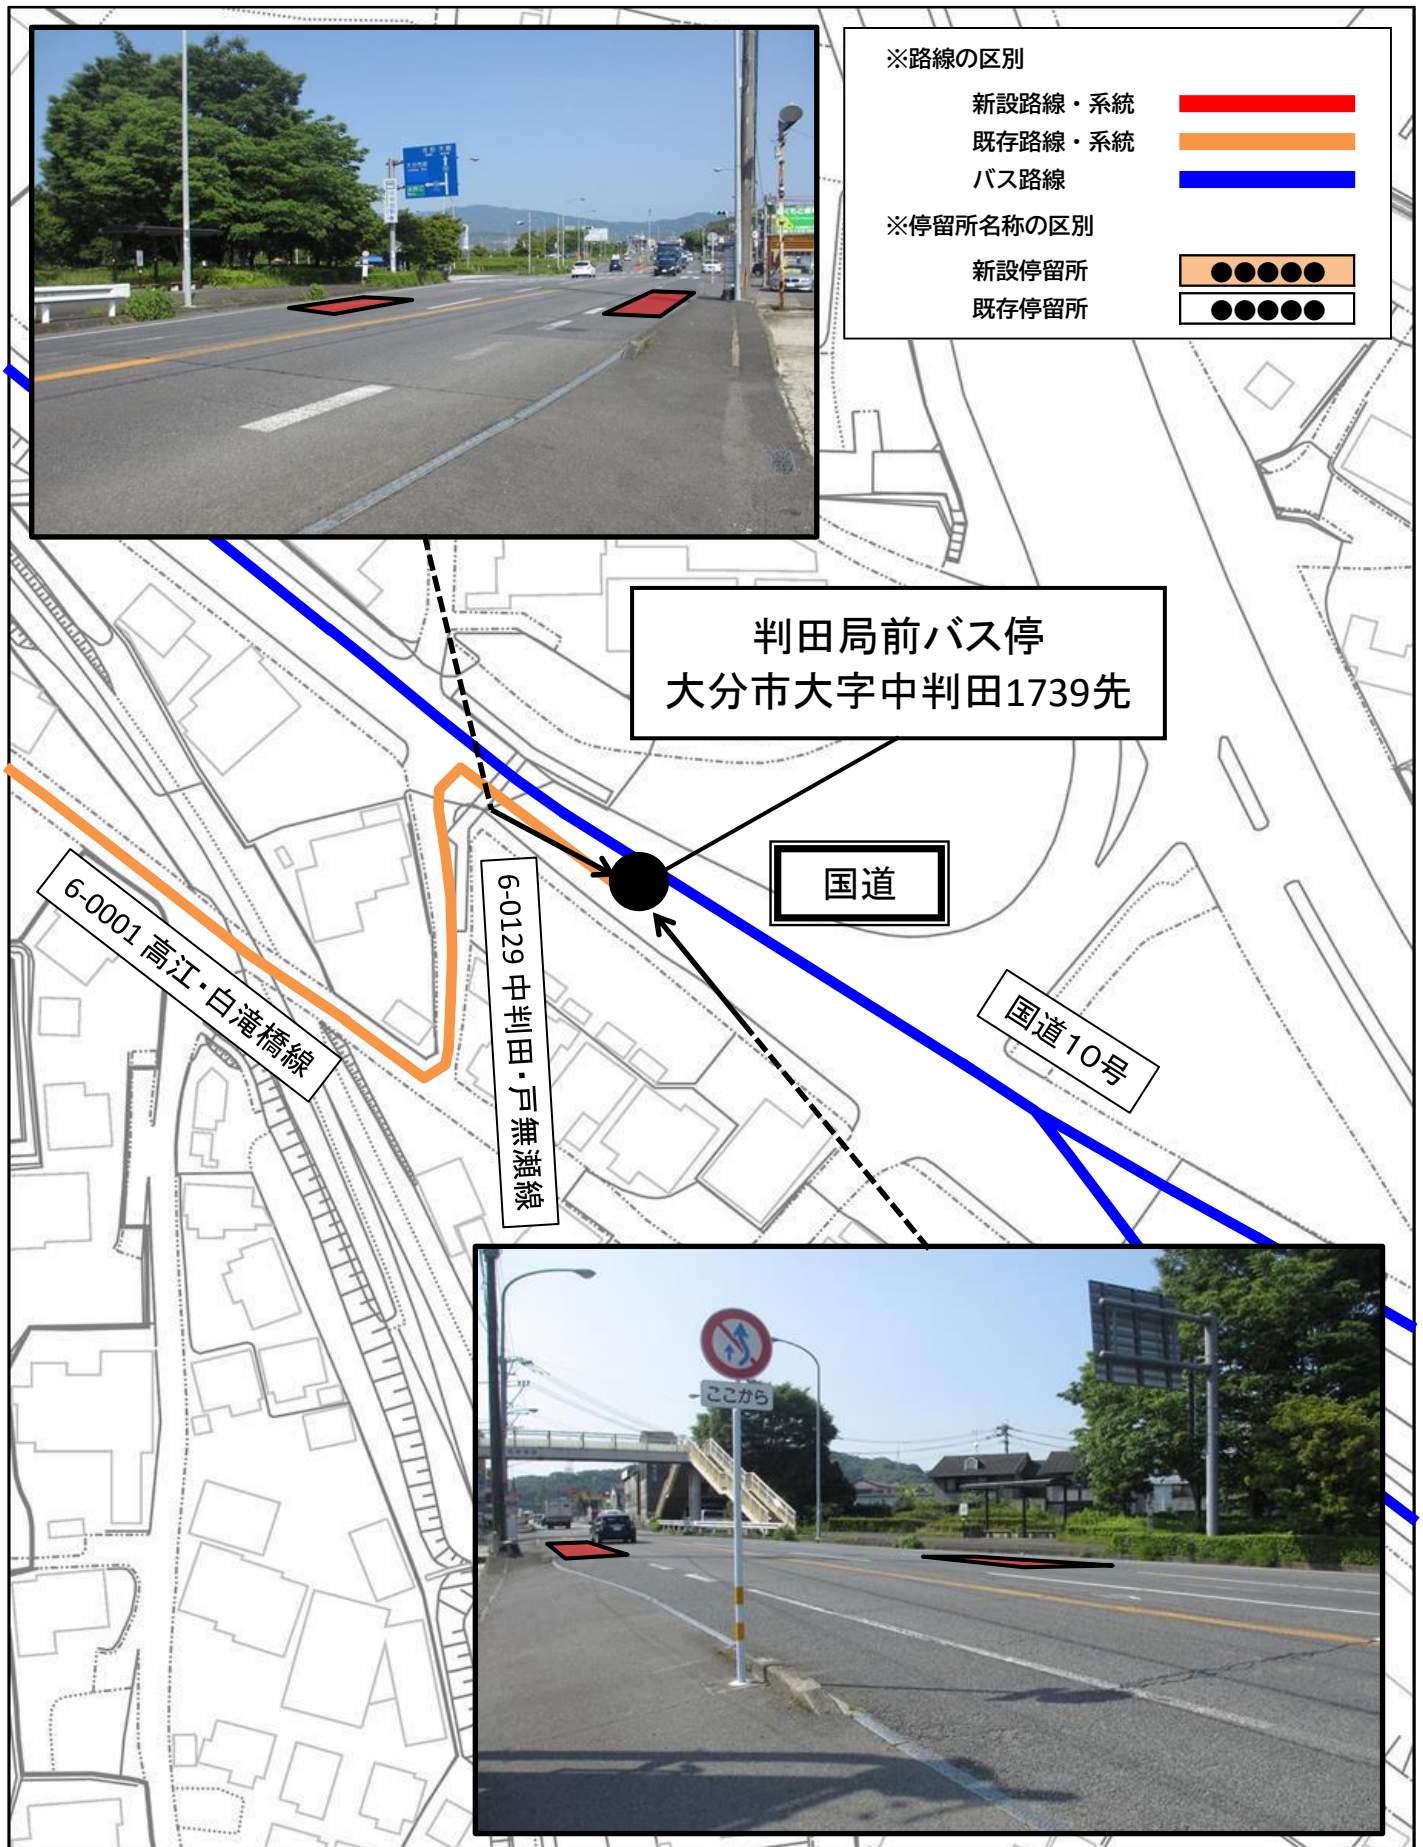 ※路線の区別
新設路線・系統
既存路線・系統
バス路線
※停留所名称の区別
新設停留所 ●●●●●
既存停留所 ●●●●●
判田局前バス停
大分市大字中判田1739先
国道
6-0001 高江・白滝橋線
6-0129 中判田・戸無瀬線
国道10号
ここから